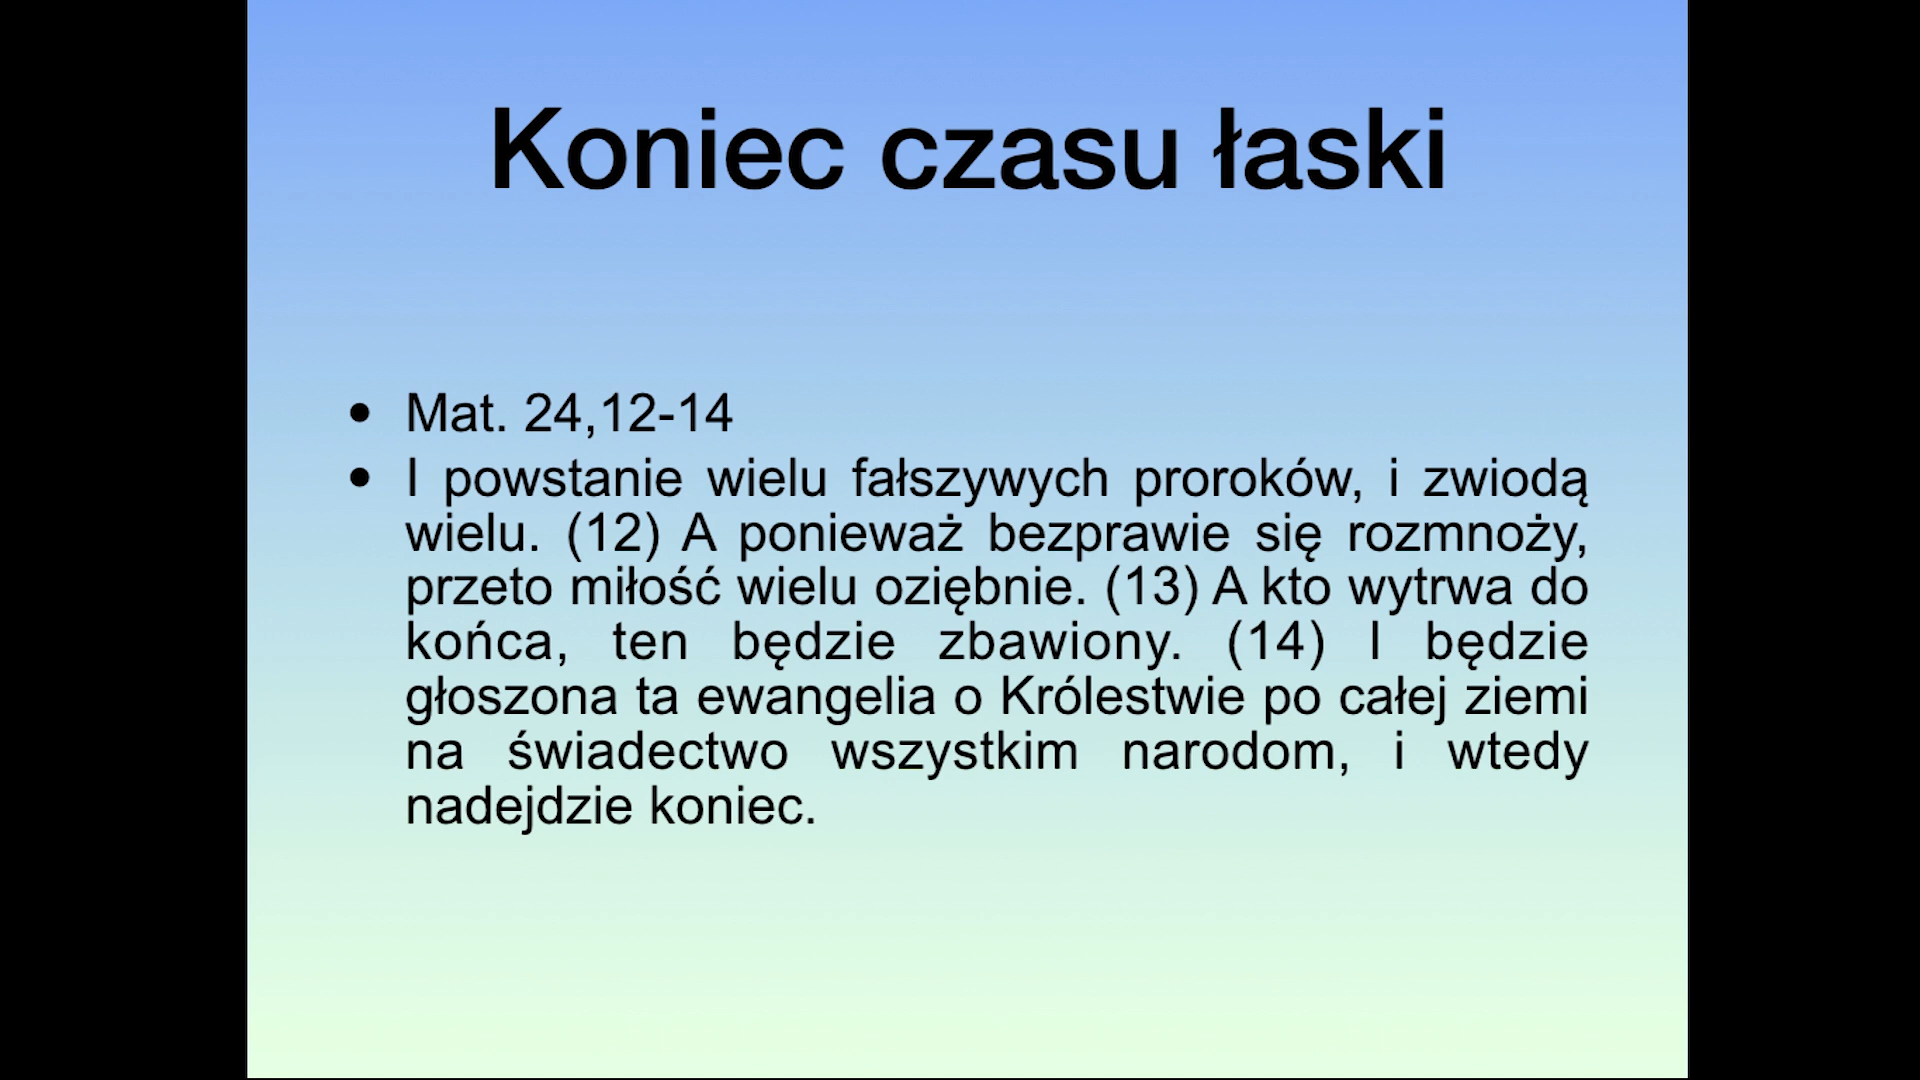 Koniec czasu łaski
• Mat. 24,12-14
• I powstanie wielu fałszywych proroków, i zwiodą
wielu. (12) A ponieważ bezprawie się rozmnoży,
przeto miłość wielu oziębnie. (13) A kto wytrwa do
końca, ten będzie zbawiony. (14) I będzie
głoszona ta ewangelia o Królestwie po całej ziemi
na świadectwo wszystkim narodom, i wtedy
nadejdzie koniec.